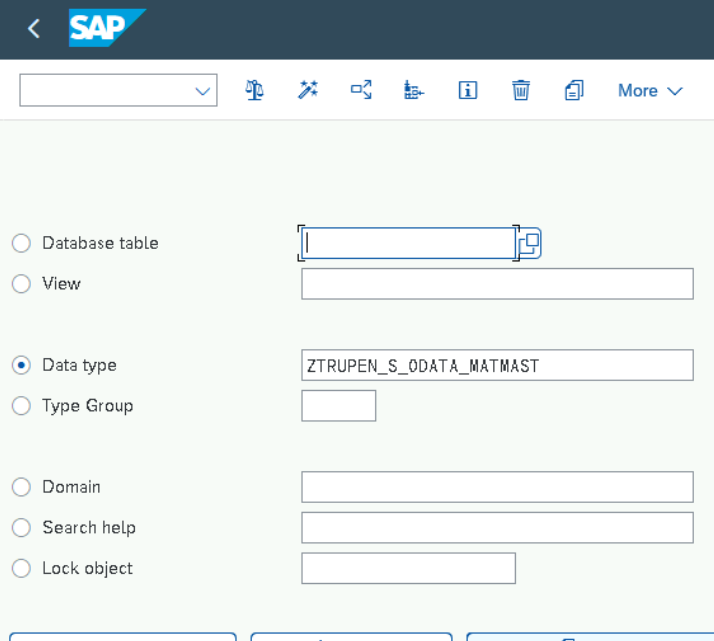 SAP
More
Database table
View
Data type ZTRUPEN_S_ODATA_MATMAST
Type Group
Domain
Search help
Lock object